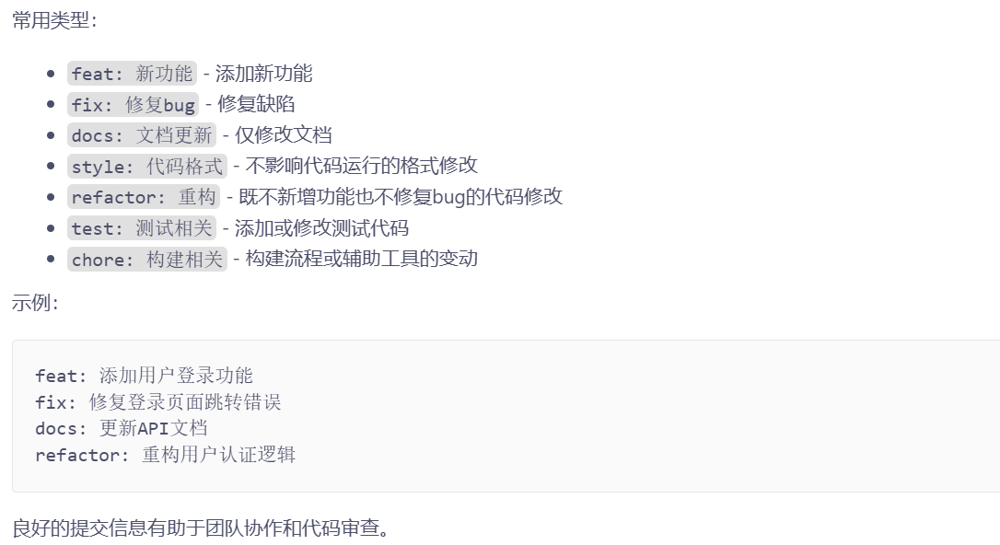 常用类型：
feat: 新功能 - 添加新功能
fix: 修复bug - 修复缺陷
docs: 文档更新 - 仅修改文档
style: 代码格式 - 不影响代码运行的格式修改
refactor: 重构 - 既不新增功能也不修复bug的代码修改
test: 测试相关 - 添加或修改测试代码
chore: 构建相关 - 构建流程或辅助工具的变动
示例：
feat: 添加用户登录功能
fix: 修复登录页面跳转错误
docs: 更新API文档
refactor: 重构用户认证逻辑
良好的提交信息有助于团队协作和代码审查。